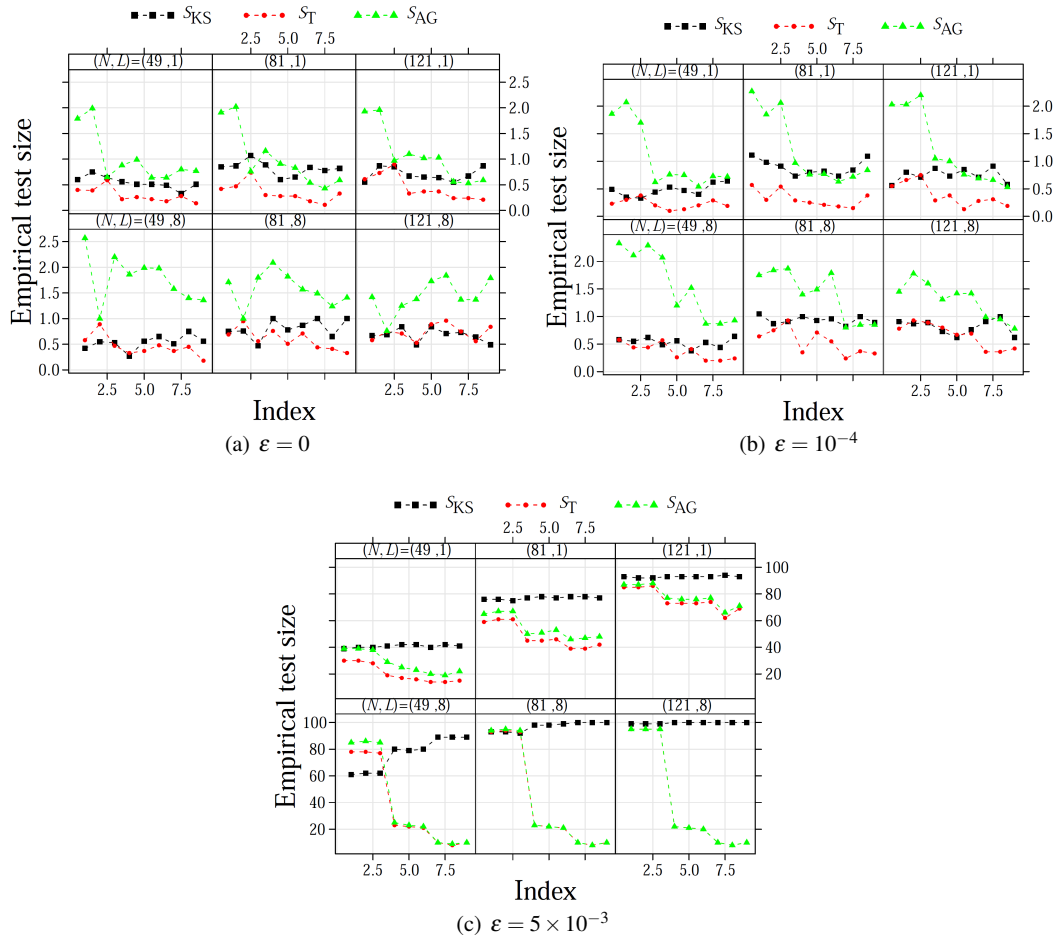 S_KS S_T S_AG
2.5 5.0 7.5
(N, L)=(49 ,1) (81 ,1) (121 ,1)
2.5
2.0
1.5
1.0
0.5
0.0
(N, L)=(49 ,8) (81 ,8) (121 ,8)
2.5
2.0
1.5
1.0
0.5
0.0
Empirical test size
2.5 5.0 7.5 2.5 5.0 7.5
Index
(a) ε = 0
S_KS S_T S_AG
2.5 5.0 7.5
(N, L)=(49 ,1) (81 ,1) (121 ,1)
2.0
1.5
1.0
0.5
0.0
(N, L)=(49 ,8) (81 ,8) (121 ,8)
2.0
1.5
1.0
0.5
0.0
Empirical test size
2.5 5.0 7.5 2.5 5.0 7.5
Index
(b) ε = 10⁻⁴
S_KS S_T S_AG
2.5 5.0 7.5
(N, L)=(49 ,1) (81 ,1) (121 ,1)
100
80
60
40
20
(N, L)=(49 ,8) (81 ,8) (121 ,8)
100
80
60
40
20
Empirical test size
2.5 5.0 7.5 2.5 5.0 7.5
Index
(c) ε = 5 × 10⁻³